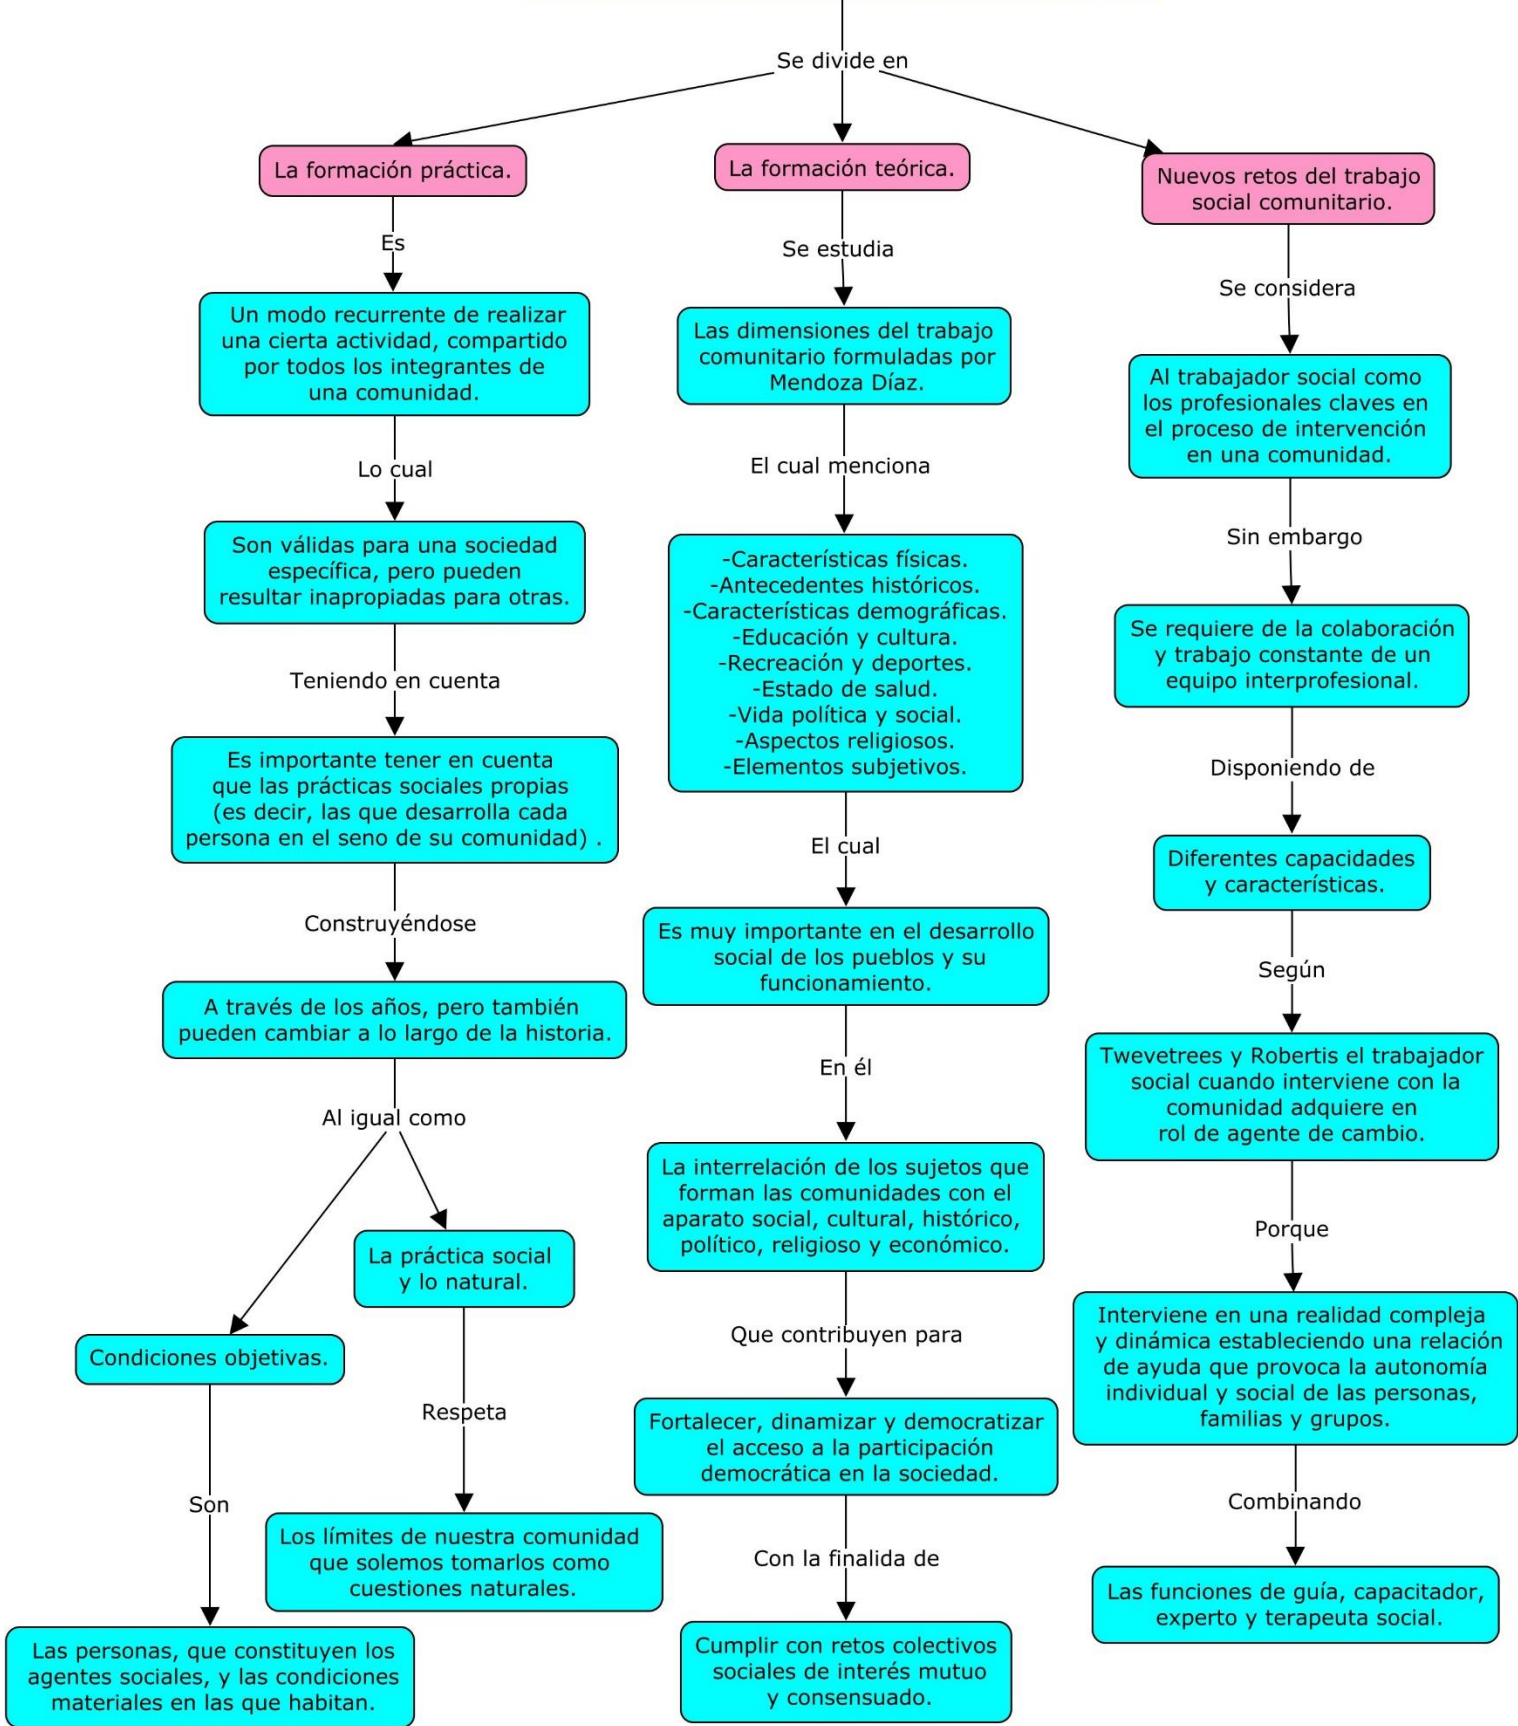 Se divide en
La formación práctica.
Es
Un modo recurrente de realizar
una cierta actividad, compartido
por todos los integrantes de
una comunidad.
Lo cual
Son válidas para una sociedad
específica, pero pueden
resultar inapropiadas para otras.
Teniendo en cuenta
Es importante tener en cuenta
que las prácticas sociales propias
(es decir, las que desarrolla cada
persona en el seno de su comunidad) .
Construyéndose
A través de los años, pero también
pueden cambiar a lo largo de la historia.
Al igual como
Condiciones objetivas.
Son
Las personas, que constituyen los
agentes sociales, y las condiciones
materiales en las que habitan.
La práctica social
y lo natural.
Respeta
Los límites de nuestra comunidad
que solemos tomarlos como
cuestiones naturales.
La formación teórica.
Se estudia
Las dimensiones del trabajo
comunitario formuladas por
Mendoza Díaz.
El cual menciona
-Características físicas.
-Antecedentes históricos.
-Características demográficas.
-Educación y cultura.
-Recreación y deportes.
-Estado de salud.
-Vida política y social.
-Aspectos religiosos.
-Elementos subjetivos.
El cual
Es muy importante en el desarrollo
social de los pueblos y su
funcionamiento.
En él
La interrelación de los sujetos que
forman las comunidades con el
aparato social, cultural, histórico,
político, religioso y económico.
Que contribuyen para
Fortalecer, dinamizar y democratizar
el acceso a la participación
democrática en la sociedad.
Con la finalida de
Cumplir con retos colectivos
sociales de interés mutuo
y consensuado.
Nuevos retos del trabajo
social comunitario.
Se considera
Al trabajador social como
los profesionales claves en
el proceso de intervención
en una comunidad.
Sin embargo
Se requiere de la colaboración
y trabajo constante de un
equipo interprofesional.
Disponiendo de
Diferentes capacidades
y características.
Según
Twevetrees y Robertis el trabajador
social cuando interviene con la
comunidad adquiere en
rol de agente de cambio.
Porque
Interviene en una realidad compleja
y dinámica estableciendo una relación
de ayuda que provoca la autonomía
individual y social de las personas,
familias y grupos.
Combinando
Las funciones de guía, capacitador,
experto y terapeuta social.